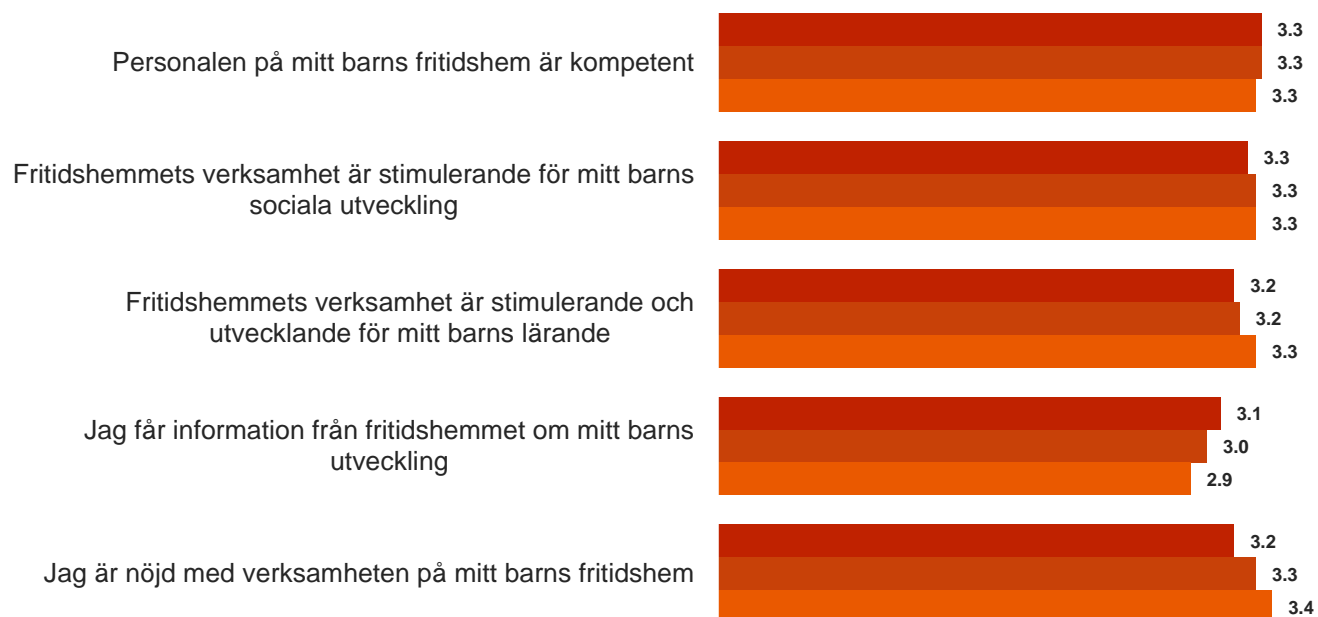 Personalen på mitt barns fritidshem är kompetent
3.3
3.3
3.3
Fritidshemmets verksamhet är stimulerande för mitt barns
sociala utveckling
3.3
3.3
3.3
Fritidshemmets verksamhet är stimulerande och
utvecklande för mitt barns lärande
3.2
3.2
3.3
Jag får information från fritidshemmet om mitt barns
utveckling
3.1
3.0
2.9
Jag är nöjd med verksamheten på mitt barns fritidshem
3.2
3.3
3.4